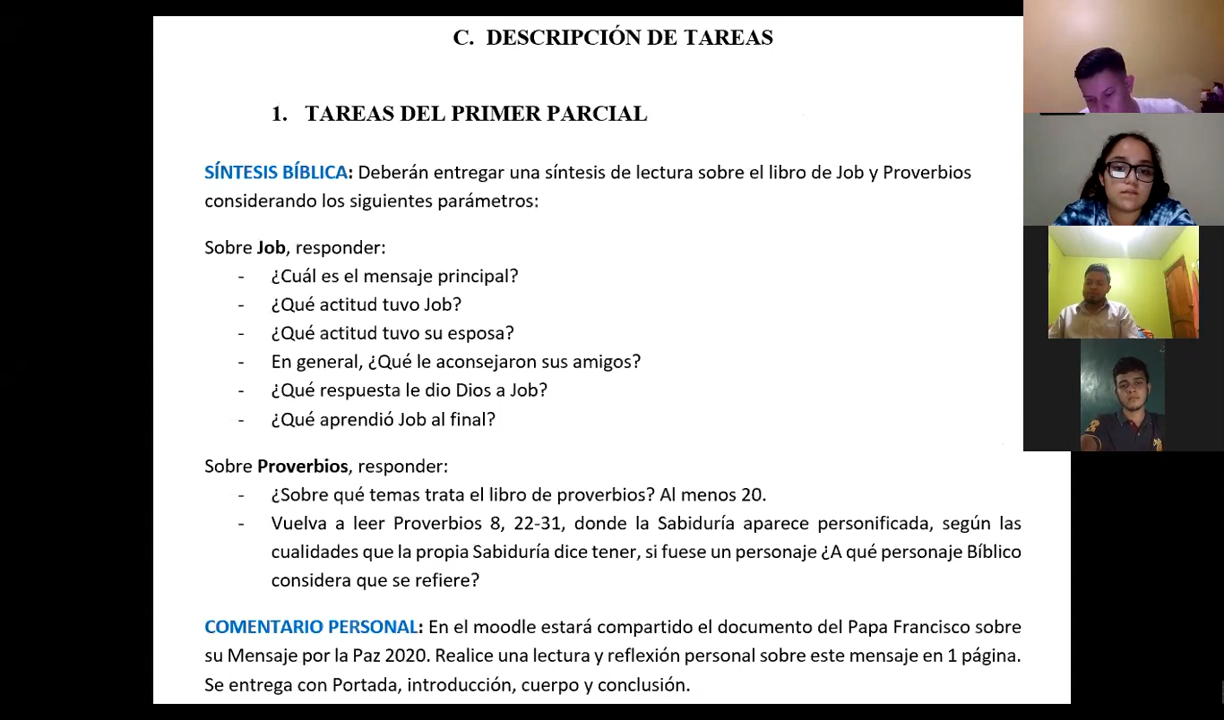 C. DESCRIPCIÓN DE TAREAS
1. TAREAS DEL PRIMER PARCIAL
SÍNTESIS BÍBLICA: Deberán entregar una síntesis de lectura sobre el libro de Job y Proverbios
considerando los siguientes parámetros:
Sobre Job, responder:
- ¿Cuál es el mensaje principal?
- ¿Qué actitud tuvo Job?
- ¿Qué actitud tuvo su esposa?
- En general, ¿Qué le aconsejaron sus amigos?
- ¿Qué respuesta le dio Dios a Job?
- ¿Qué aprendió Job al final?
Sobre Proverbios, responder:
- ¿Sobre qué temas trata el libro de proverbios? Al menos 20.
- Vuelva a leer Proverbios 8, 22-31, donde la Sabiduría aparece personificada, según las
cualidades que la propia Sabiduría dice tener, si fuese un personaje ¿A qué personaje Bíblico
considera que se refiere?
COMENTARIO PERSONAL: En el moodle estará compartido el documento del Papa Francisco sobre
su Mensaje por la Paz 2020. Realice una lectura y reflexión personal sobre este mensaje en 1 página.
Se entrega con Portada, introducción, cuerpo y conclusión.